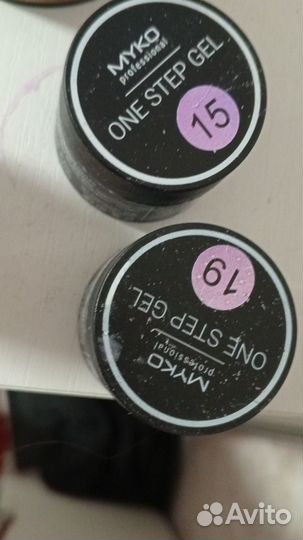 MYKO
professional
ONE STEP GEL
15
19
ONE STEP GEL
MYKO
professional
Avito